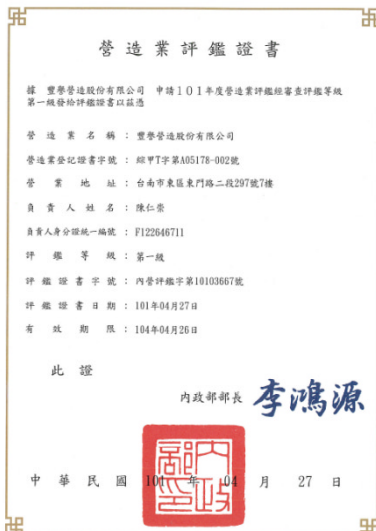 營造業評鑑證書
據 豐譽營造股份有限公司 申請101年度營造業評鑑經審查評鑑等級
第一級發給評鑑證書以茲憑
營造業名稱：豐譽營造股份有限公司
營造業登記證書字號：綜甲T字第A05178-002號
營業地址：台南市東區東門路二段297號7樓
負責人姓名：陳仁崇
負責人身分證統一編號：F122646711
評鑑等級：第一級
評鑑證書字號：內營評鑑字第10103667號
評鑑證書日期：101年04月27日
有效期限：104年04月26日
此證
內政部部長 李鴻源
中華民國 101 年 04 月 27 日
內政部印